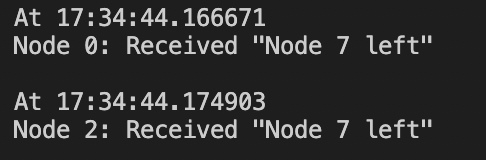 At 17:34:44.166671
Node 0: Received "Node 7 left"
At 17:34:44.174903
Node 2: Received "Node 7 left"